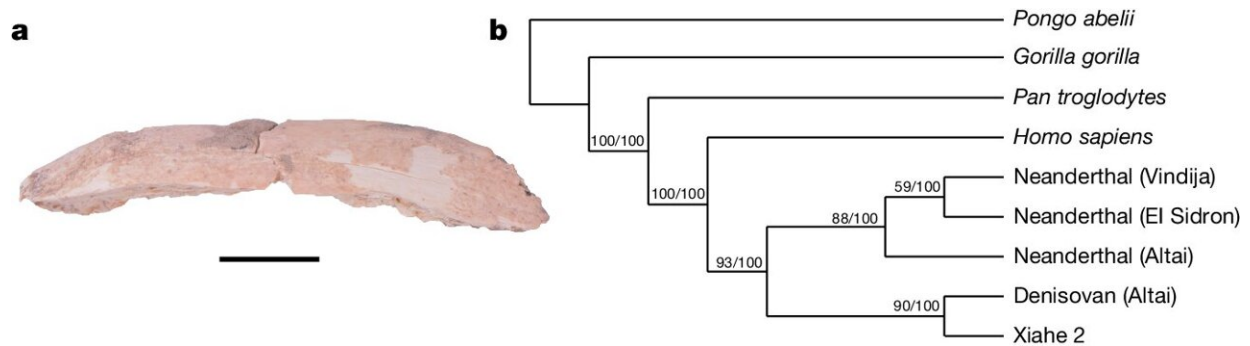 a
b
Pongo abelii
Gorilla gorilla
Pan troglodytes
100/100
Homo sapiens
100/100
Neanderthal (Vindija)
59/100
Neanderthal (El Sidron)
88/100
Neanderthal (Altai)
93/100
Denisovan (Altai)
90/100
Xiahe 2